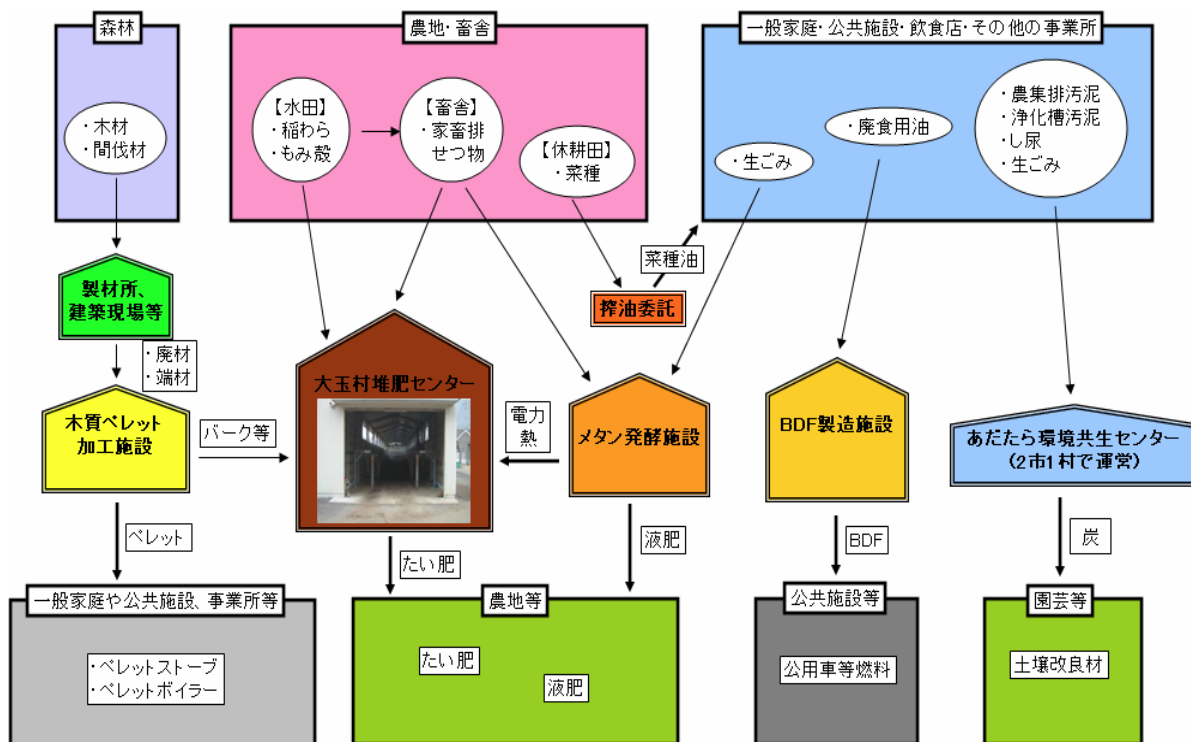 森林
農地・畜舎
一般家庭・公共施設・飲食店・その他の事業所
・木材
・間伐材
【水田】
・稲わら
・もみ殻
【畜舎】
・家畜排
せつ物
【休耕田】
・菜種
・生ごみ
・廃食用油
・農集排汚泥
・浄化槽汚泥
・し尿
・生ごみ
製材所、
建築現場等
搾油委託
菜種油
・廃材
・端材
木質ペレット
加工施設
バーク等
大玉村堆肥センター
電力
熱
メタン発酵施設
BDF製造施設
あだたら環境共生センター
(2市1村で運営)
ペレット
たい肥
液肥
BDF
炭
一般家庭や公共施設、事業所等
農地等
公共施設等
園芸等
・ペレットストーブ
・ペレットボイラー
たい肥
液肥
公用車等燃料
土壌改良材